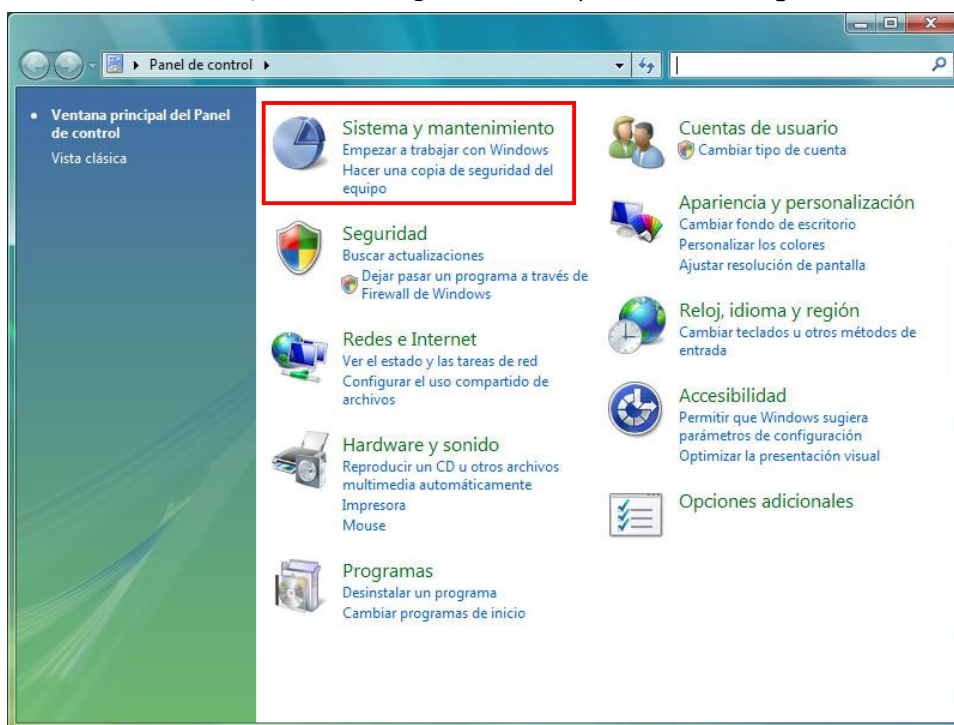 Panel de control
Ventana principal del Panel
de control
Vista clásica
Sistema y mantenimiento
Empezar a trabajar con Windows
Hacer una copia de seguridad del
equipo
Seguridad
Buscar actualizaciones
Dejar pasar un programa a través de
Firewall de Windows
Redes e Internet
Ver el estado y las tareas de red
Configurar el uso compartido de
archivos
Hardware y sonido
Reproducir un CD u otros archivos
multimedia automáticamente
Impresora
Mouse
Programas
Desinstalar un programa
Cambiar programas de inicio
Cuentas de usuario
Cambiar tipo de cuenta
Apariencia y personalización
Cambiar fondo de escritorio
Personalizar los colores
Ajustar resolución de pantalla
Reloj, idioma y región
Cambiar teclados u otros métodos de
entrada
Accesibilidad
Permitir que Windows sugiera
parámetros de configuración
Optimizar la presentación visual
Opciones adicionales